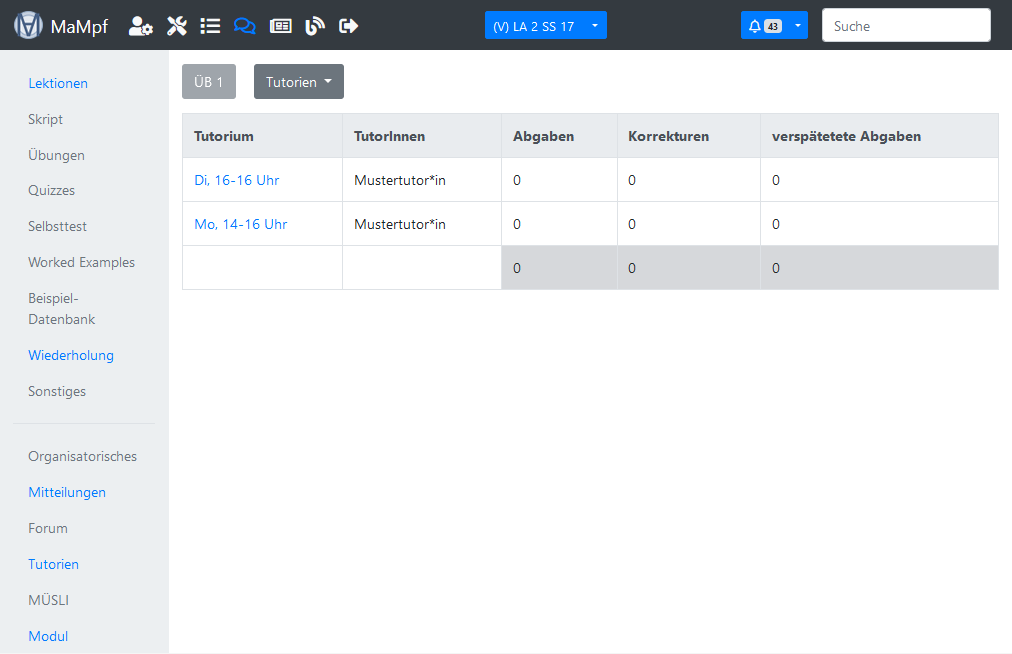 MaMpf
(V) LA 2 SS 17
43
Suche
Lektionen
Skript
Übungen
Quizzes
Selbsttest
Worked Examples
Beispiel-
Datenbank
Wiederholung
Sonstiges
Organisatorisches
Mitteilungen
Forum
Tutorien
MÜSLI
Modul
ÜB 1
Tutorien
Tutorium TutorInnen Abgaben Korrekturen verspätetete Abgaben
Di, 16-16 Uhr Mustertutor*in 0 0 0
Mo, 14-16 Uhr Mustertutor*in 0 0 0
0 0 0